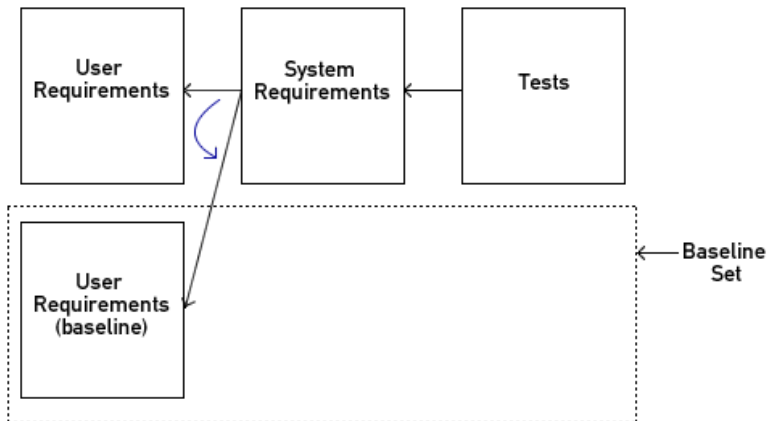 User
Requirements
System
Requirements
Tests
User
Requirements
(baseline)
Baseline
Set